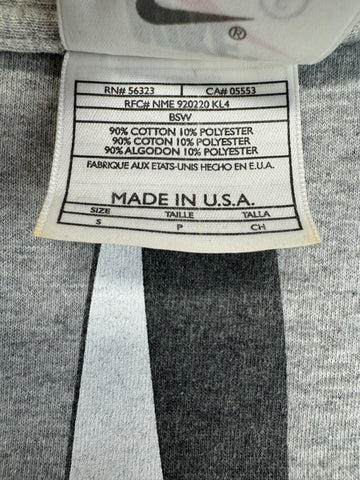 ®
RN# 56323 CA# 05553
RFC# NME 920220 KL4
BSW
90% COTTON 10% POLYESTER
90% COTON 10% POLYESTER
90% ALGODON 10% POLYESTER
FABRIQUE AUX ETATS-UNIS HECHO EN E.U.A.
MADE IN U.S.A.
SIZE TAILLE TALLA
S P CH